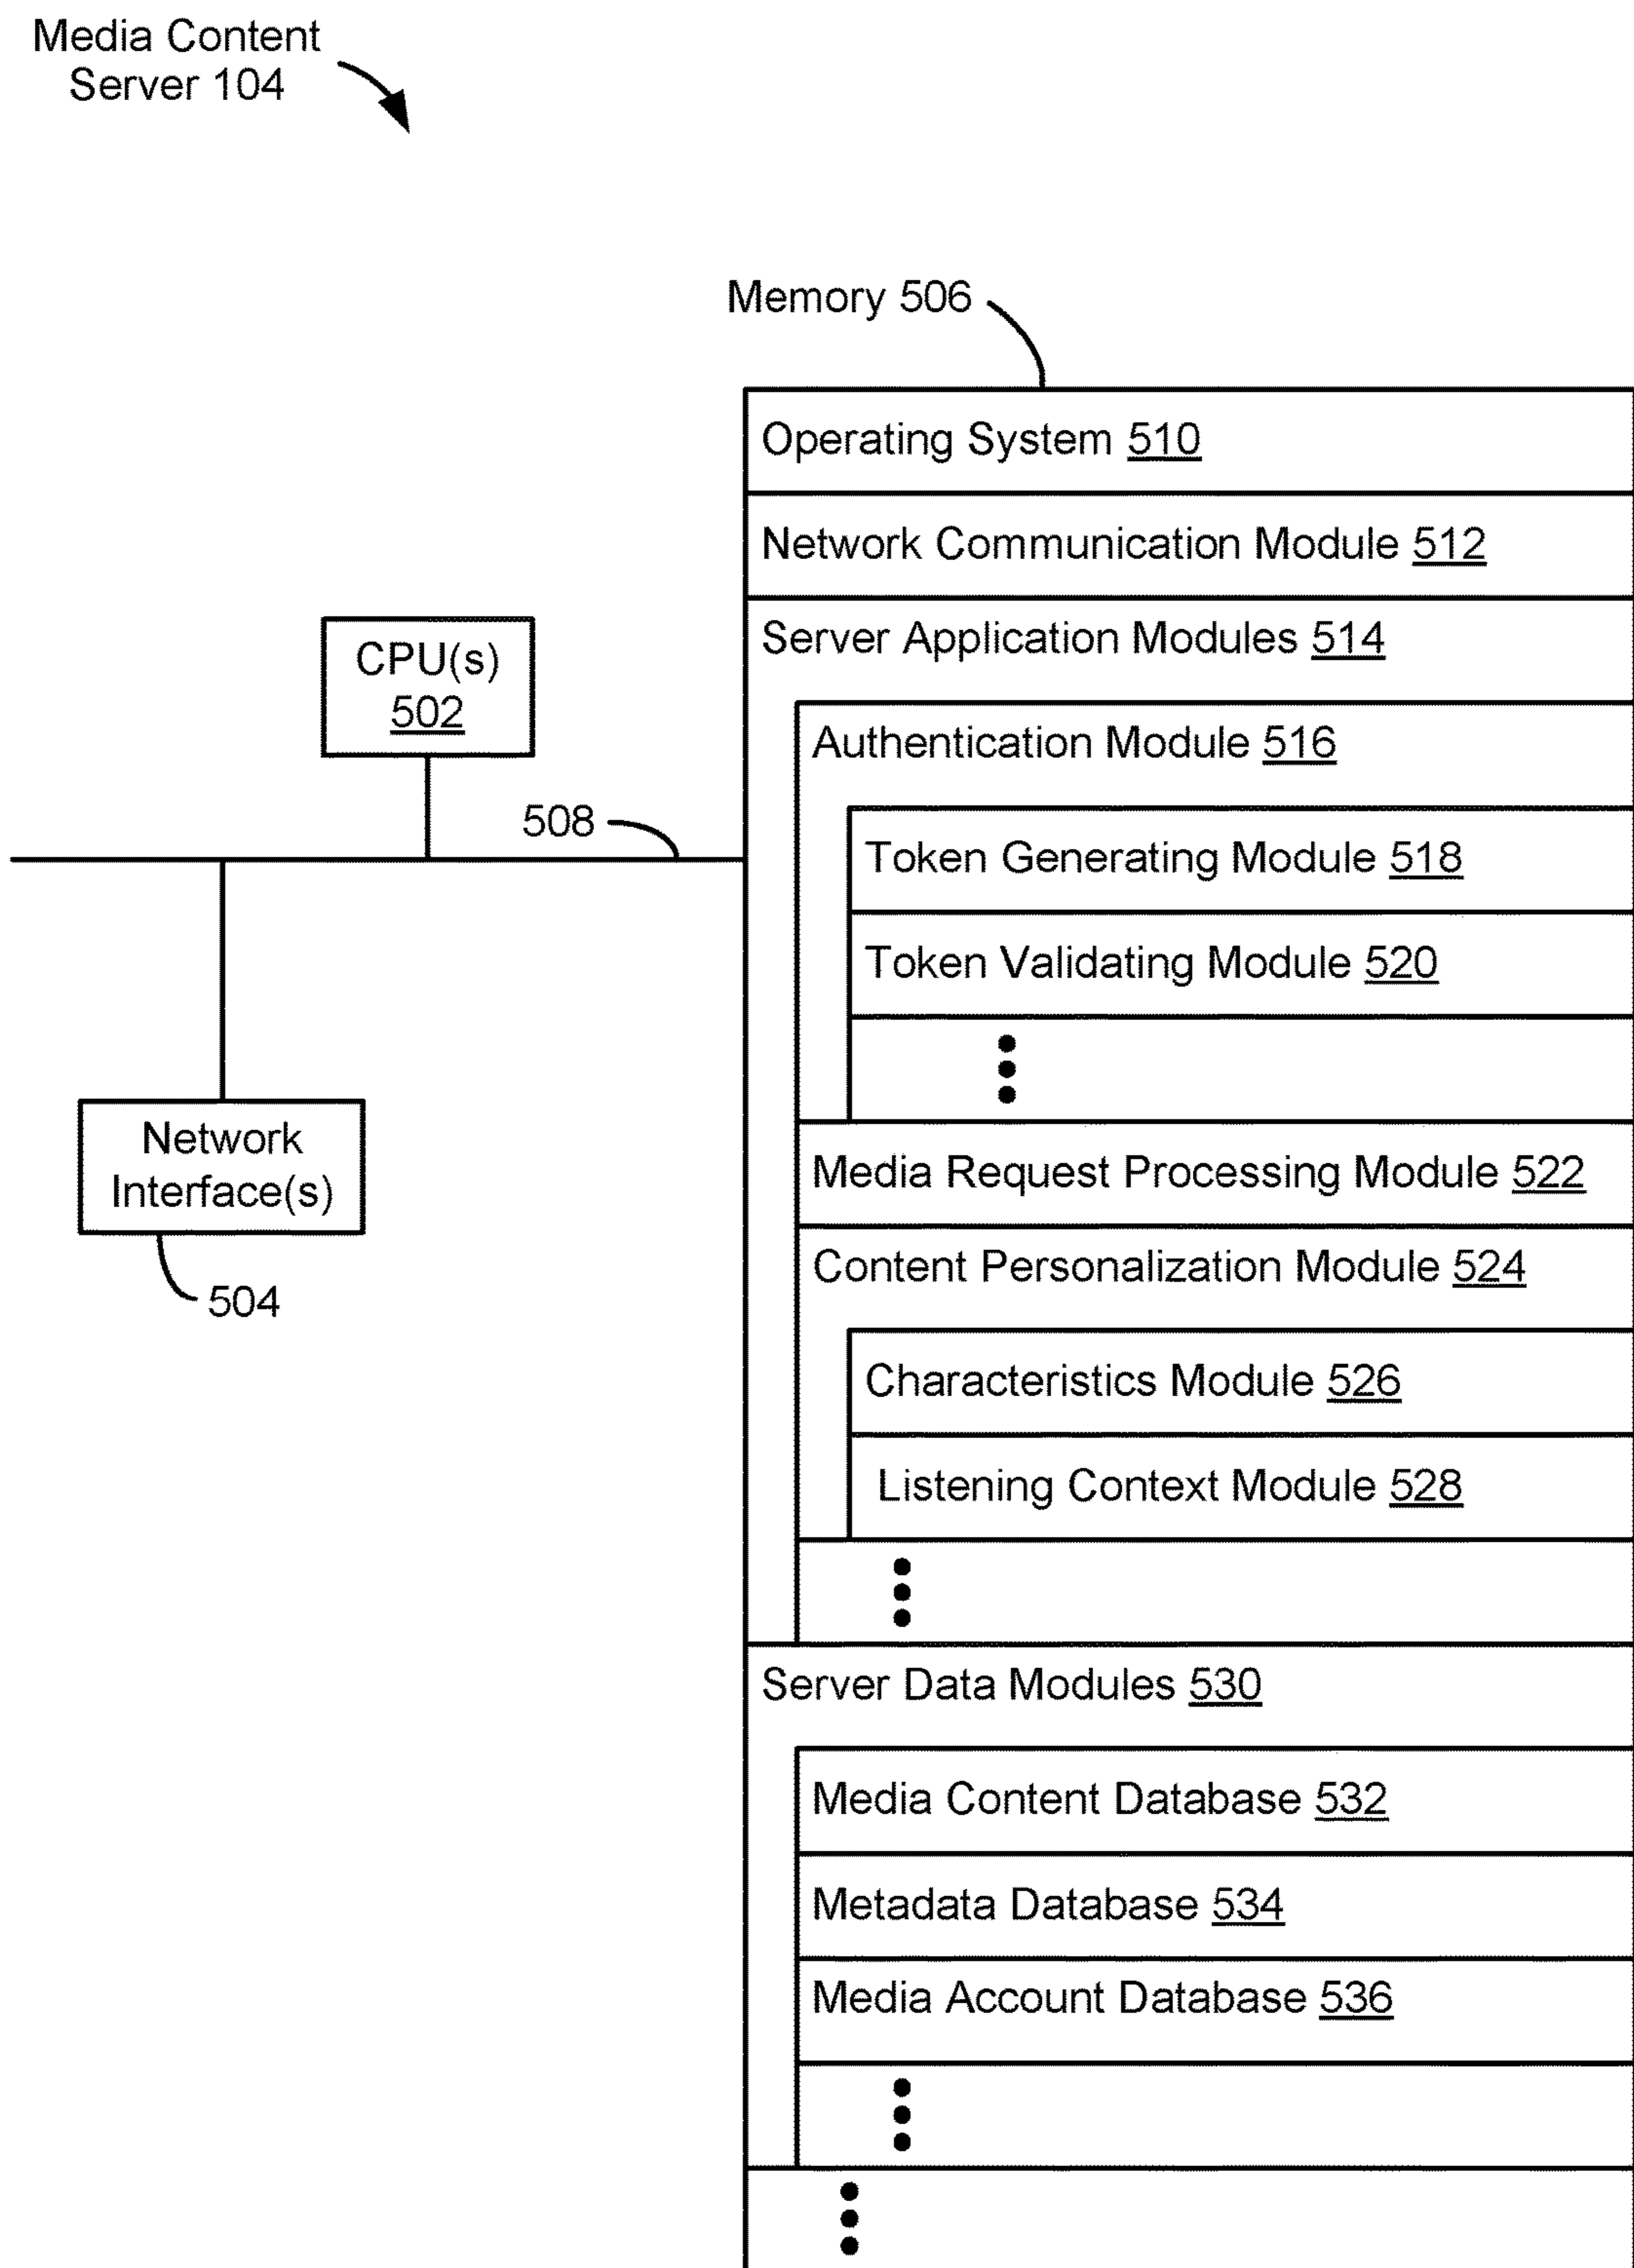 Media Content
Server 104
Memory 506
Operating System 510
Network Communication Module 512
Server Application Modules 514
CPU(s)
502
Authentication Module 516
508
Token Generating Module 518
Token Validating Module 520
Network
Interface(s)
504
Media Request Processing Module 522
Content Personalization Module 524
Characteristics Module 526
Listening Context Module 528
Server Data Modules 530
Media Content Database 532
Metadata Database 534
Media Account Database 536